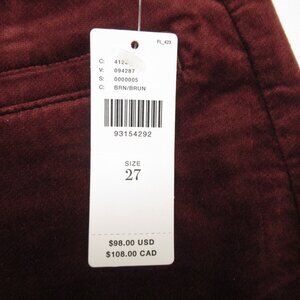 FL_423
C:
V: 094287
S: 0000005
C: BRN/BRUN
93154292
SIZE
27
$98.00 USD
$108.00 CAD